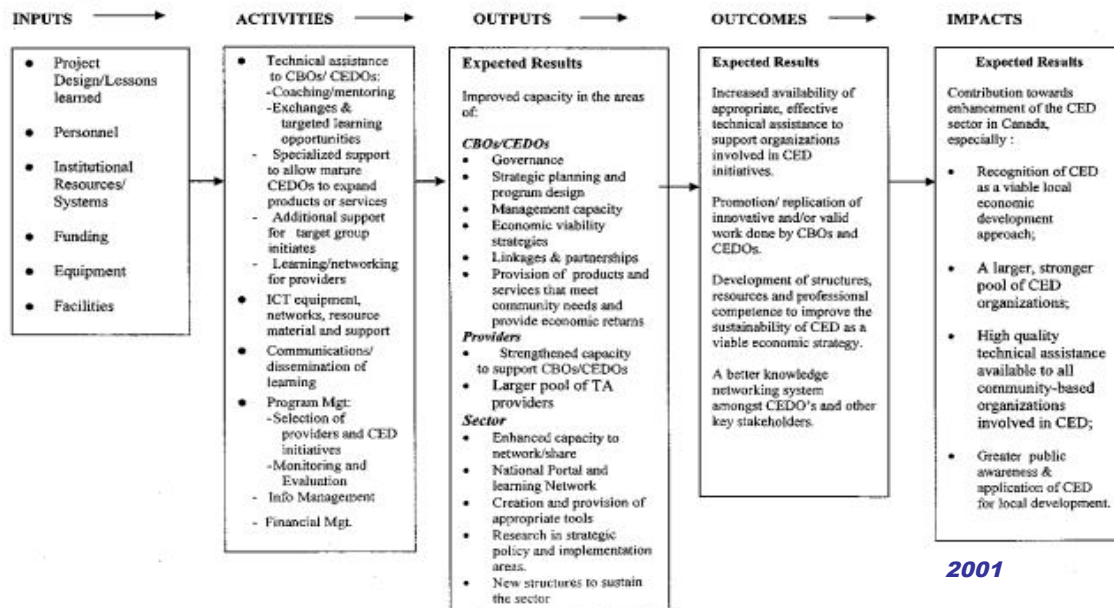 INPUTS
Project
Design/Lessons
learned
Personnel
Institutional
Resources/
Systems
Funding
Equipment
Facilities
ACTIVITIES
Technical assistance
to CBOs/ CEDOs:
-Coaching/mentoring
-Exchanges &
targeted learning
opportunities
- Specialized support
to allow mature
CEDOs to expand
products or services
- Additional support
for target group
initiates
- Learning/networking
for providers
ICT equipment,
networks, resource
material and support
Communications/
dissemination of
learning
Program Mgt:
-Selection of
providers and CED
initiatives
-Monitoring and
Evaluation
- Info Management
- Financial Mgt.
OUTPUTS
Expected Results
Improved capacity in the areas
of:
CBOs/CEDOs
Governance
Strategic planning and
program design
Management capacity
Economic viability
strategies
Linkages & partnerships
Provision of products and
services that meet
community needs and
provide economic returns
Providers
Strengthened capacity
to support CBOs/CEDOs
Larger pool of TA
providers
Sector
Enhanced capacity to
network/share
National Portal and
learning Network
Creation and provision of
appropriate tools
Research in strategic
policy and implementation
areas.
New structures to sustain
the sector
OUTCOMES
Expected Results
Increased availability of
appropriate, effective
technical assistance to
support organizations
involved in CED
initiatives.
Promotion/ replication of
innovative and/or valid
work done by CBOs and
CEDOs.
Development of structures,
resources and professional
competence to improve the
sustainability of CED as a
viable economic strategy.
A better knowledge
networking system
amongst CEDO's and other
key stakeholders.
IMPACTS
Expected Results
Contribution towards
enhancement of the CED
sector in Canada,
especially :
Recognition of CED
as a viable local
economic
development
approach;
A larger, stronger
pool of CED
organizations;
High quality
technical assistance
available to all
community-based
organizations
involved in CED;
Greater public
awareness &
application of CED
for local development.
2001